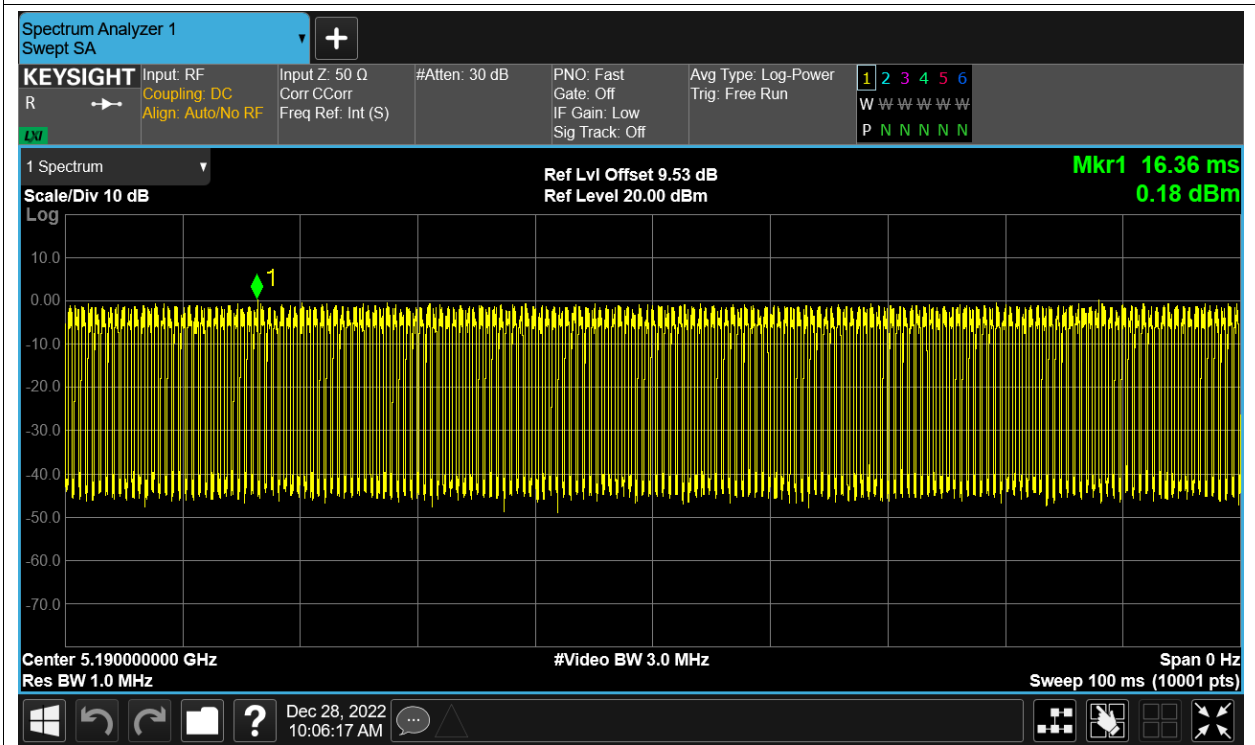 Spectrum Analyzer 1
Swept SA
KEYSIGHT
R
LXI
Input: RF
Coupling: DC
Align: Auto/No RF
Input Z: 50 Ω
Corr CCorr
Freq Ref: Int (S)
#Atten: 30 dB
PNO: Fast
Gate: Off
IF Gain: Low
Sig Track: Off
Avg Type: Log-Power
Trig: Free Run
1 2 3 4 5 6
W W W W W W
P N N N N N
1 Spectrum
Scale/Div 10 dB
Ref Lvl Offset 9.53 dB
Ref Level 20.00 dBm
Mkr1 16.36 ms
0.18 dBm
Log
10.0
1
0.00
-10.0
-20.0
-30.0
-40.0
-50.0
-60.0
-70.0
Center 5.190000000 GHz
Res BW 1.0 MHz
#Video BW 3.0 MHz
Span 0 Hz
Sweep 100 ms (10001 pts)
?
Dec 28, 2022
10:06:17 AM